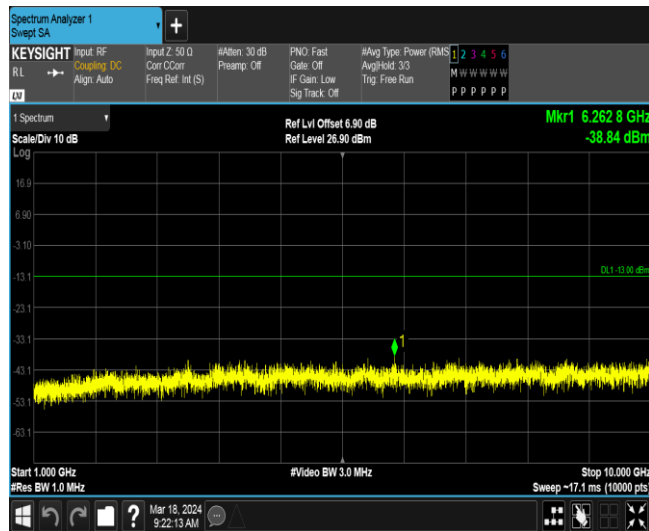 Spectrum Analyzer 1
Swept SA
+
KEYSIGHT Input: RF Input Z: 50 Ω #Atten: 30 dB PNO: Fast #Avg Type: Power (RMS 1 2 3 4 5 6
RL Coupling: DC Corr CCorr Preamp: Off Gate: Off Avg|Hold: 3/3 M W W W W W
Align: Auto Freq Ref: Int (S) IF Gain: Low Trig: Free Run
LXI Sig Track: Off P P P P P P
1 Spectrum Ref Lvl Offset 6.90 dB Mkr1 6.262 8 GHz
Scale/Div 10 dB Ref Level 26.90 dBm -38.84 dBm
Log
16.9
6.90
-3.10
DL1 -13.00 dBm
-13.1
-23.1
-33.1
1
-43.1
-53.1
-63.1
Start 1.000 GHz #Video BW 3.0 MHz Stop 10.000 GHz
#Res BW 1.0 MHz Sweep ~17.1 ms (10000 pts)
? Mar 18, 2024
9:22:13 AM